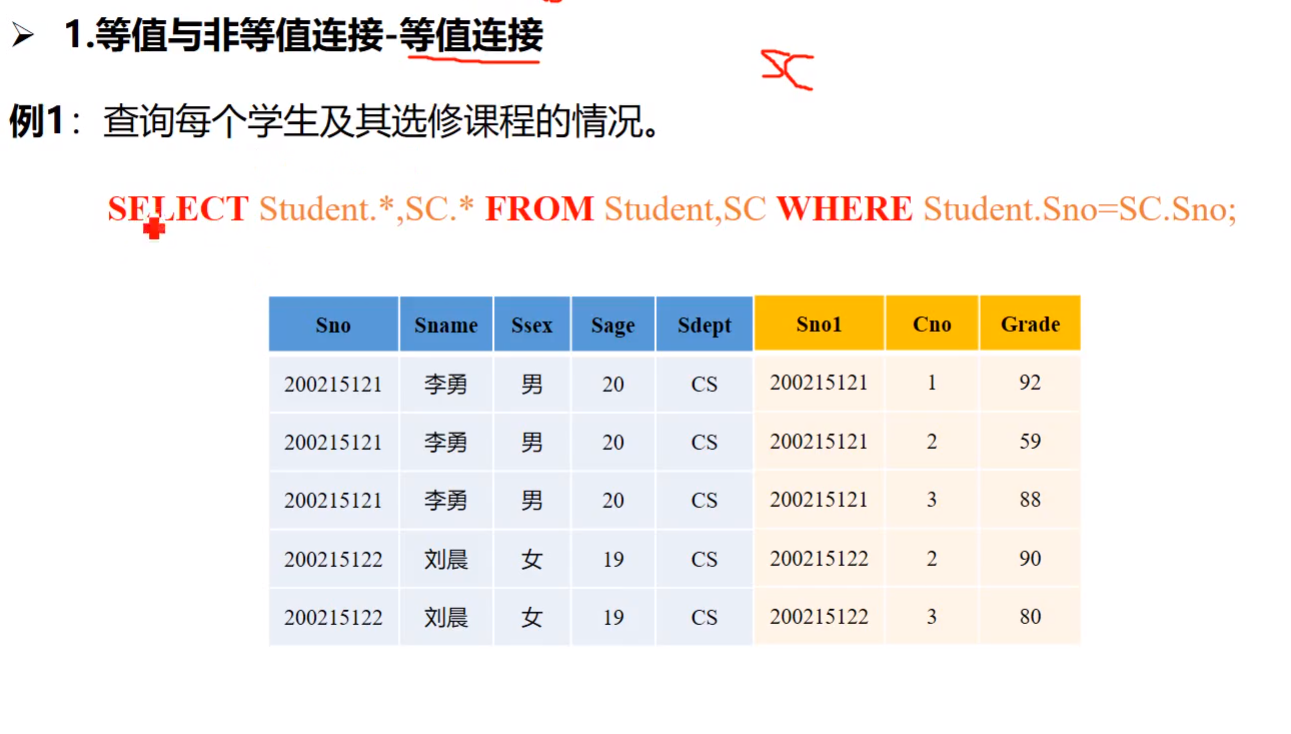 ➢ 1.等值与非等值连接-等值连接
SC
例1：查询每个学生及其选修课程的情况。
SELECT Student.*,SC.* FROM Student,SC WHERE Student.Sno=SC.Sno;
Sno Sname Ssex Sage Sdept Sno1 Cno Grade
200215121 李勇 男 20 CS 200215121 1 92
200215121 李勇 男 20 CS 200215121 2 59
200215121 李勇 男 20 CS 200215121 3 88
200215122 刘晨 女 19 CS 200215122 2 90
200215122 刘晨 女 19 CS 200215122 3 80